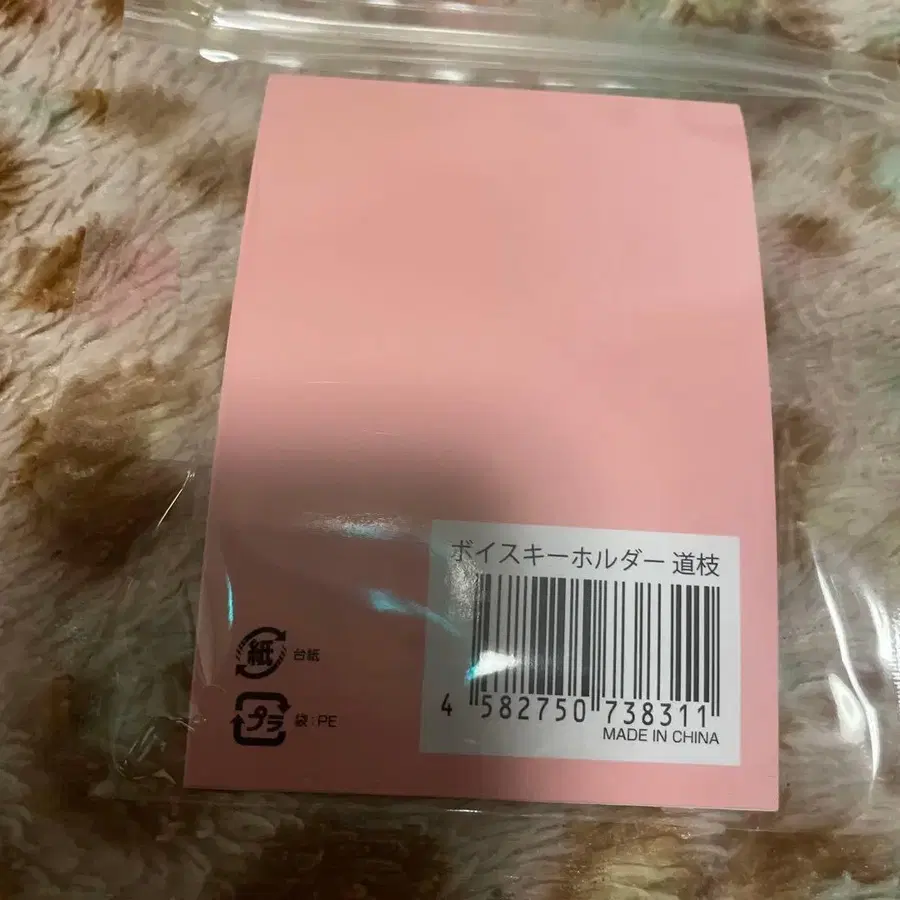 ボイスキーホルダー 道枝
4 582750 738311
MADE IN CHINA
紙 台紙
プラ 袋:PE